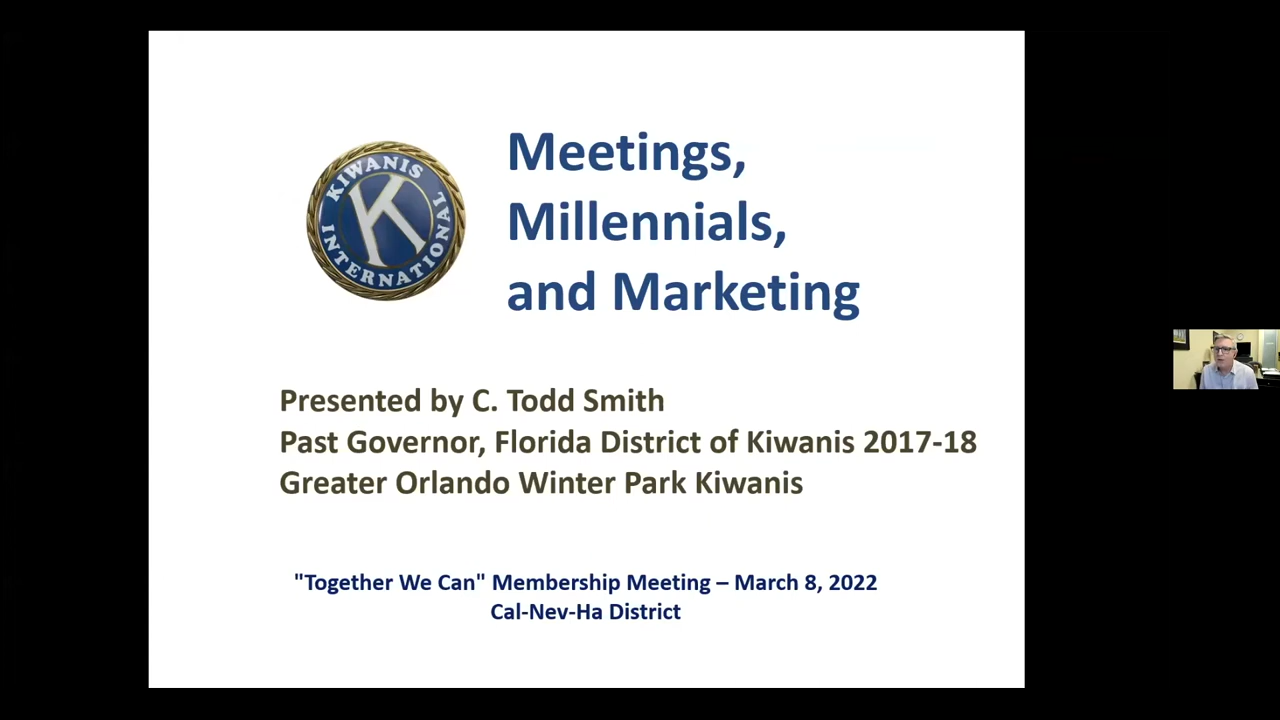 KIWANIS
K
INTERNATIONAL
Meetings,
Millennials,
and Marketing
Presented by C. Todd Smith
Past Governor, Florida District of Kiwanis 2017-18
Greater Orlando Winter Park Kiwanis
"Together We Can" Membership Meeting – March 8, 2022
Cal-Nev-Ha District